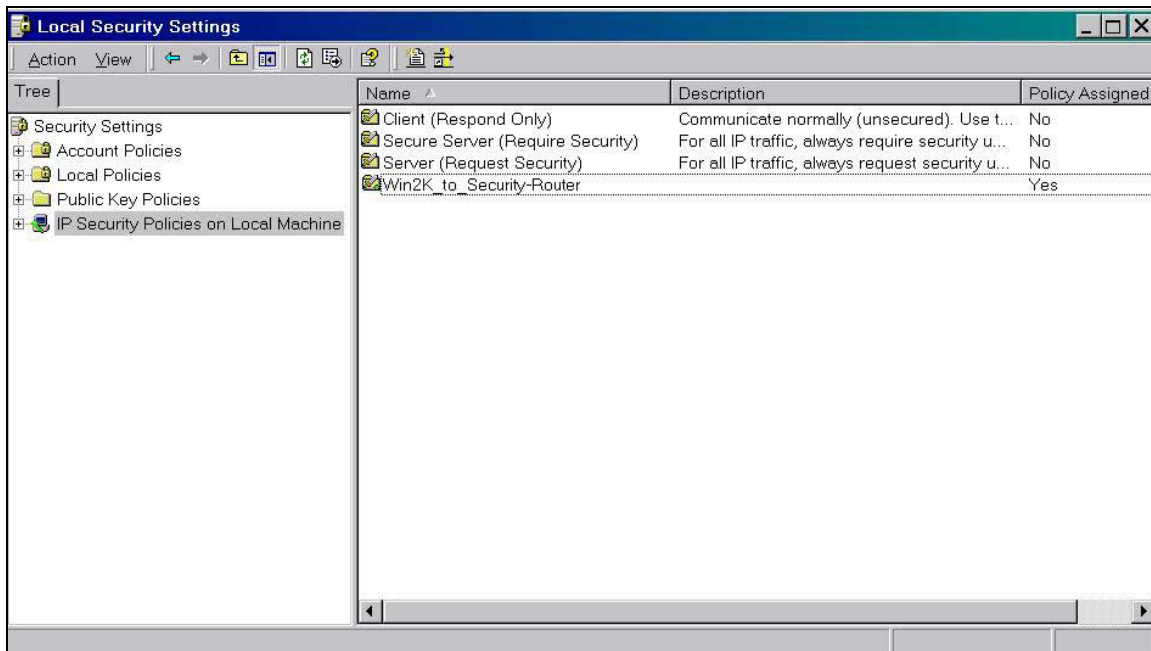 Local Security Settings
Action View
Tree
Name Description Policy Assigned
Security Settings
Account Policies
Local Policies
Public Key Policies
IP Security Policies on Local Machine
Client (Respond Only) Communicate normally (unsecured). Use t... No
Secure Server (Require Security) For all IP traffic, always require security u... No
Server (Request Security) For all IP traffic, always request security u... No
Win2K_to_Security-Router Yes